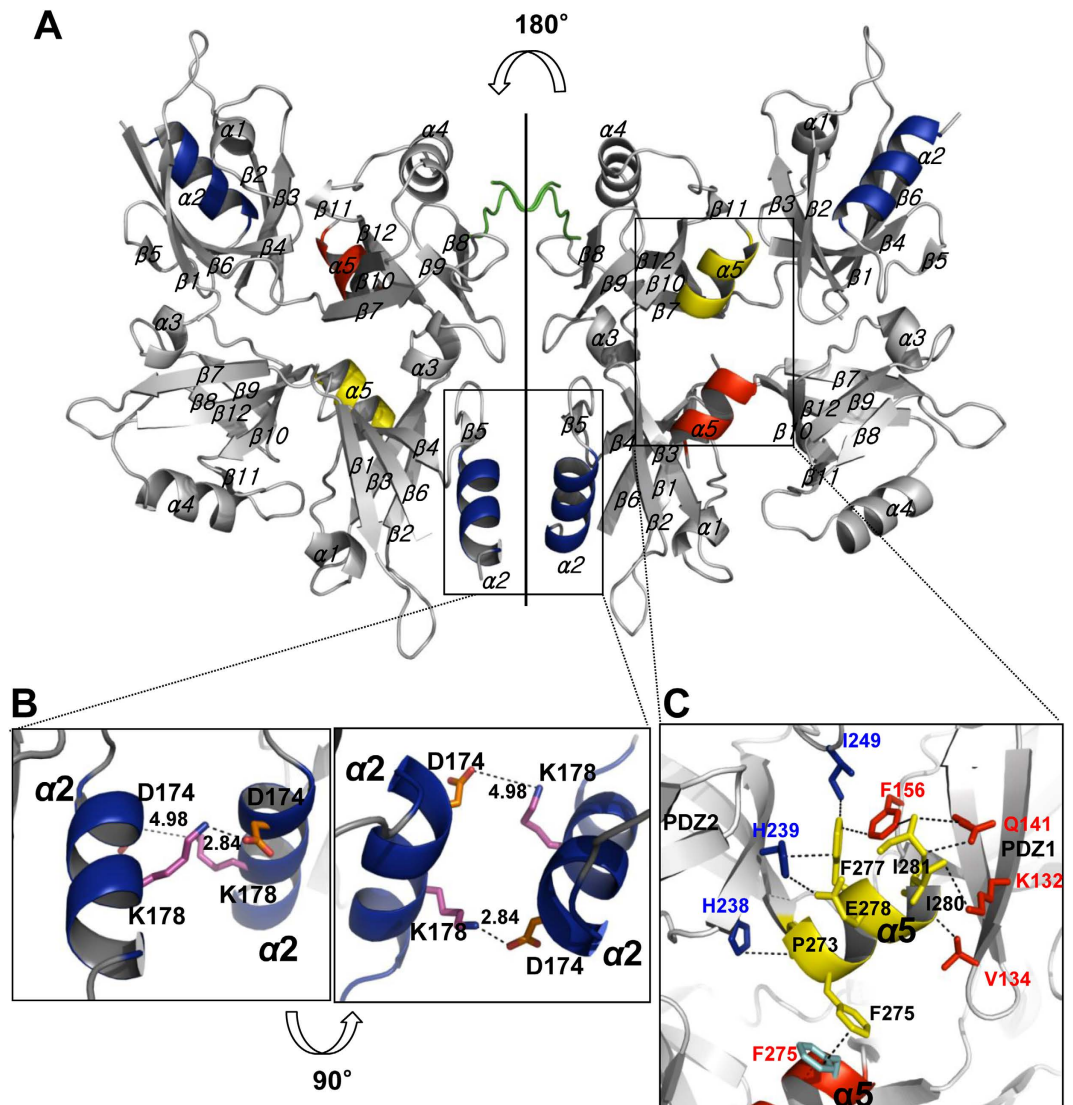 A
180°
α4
α4
α1
α1
α2
β2
α2
β3
β11
β11
β3
β2
α2
β6
β12
β8
β8
β12
α5
β5
β6
β4
α5
β10
β9
β9
β10
β4
β5
β1
β7
β7
β1
α3
α3
α3
α3
β7
β9
α5
β7
β8
β12
β12
β9
β10
β4
β5
β5
β4
α5
β10
β8
β1
β3
β3
β11
β6
β6
β1
β11
α4
β2
β2
α1
α4
α1
α2
α2
B
C
α2
D174
4.98
D174
2.84
K178
K178
α2
α2
D174
K178
4.98
K178
2.84
D174
α2
90°
I249
F156
PDZ2
H239
Q141
PDZ1
F277
I281
K132
H238
E278
I280
α5
P273
V134
F275
F275
α5